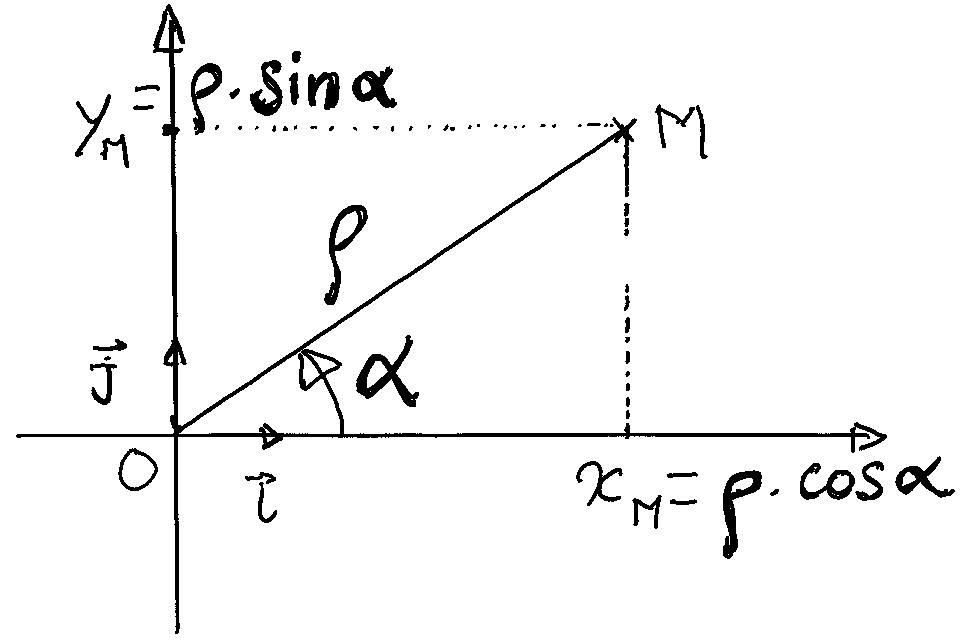 y_M = ρ·sin α
M
ρ
α
j⃗
O
i⃗
x_M = ρ·cos α